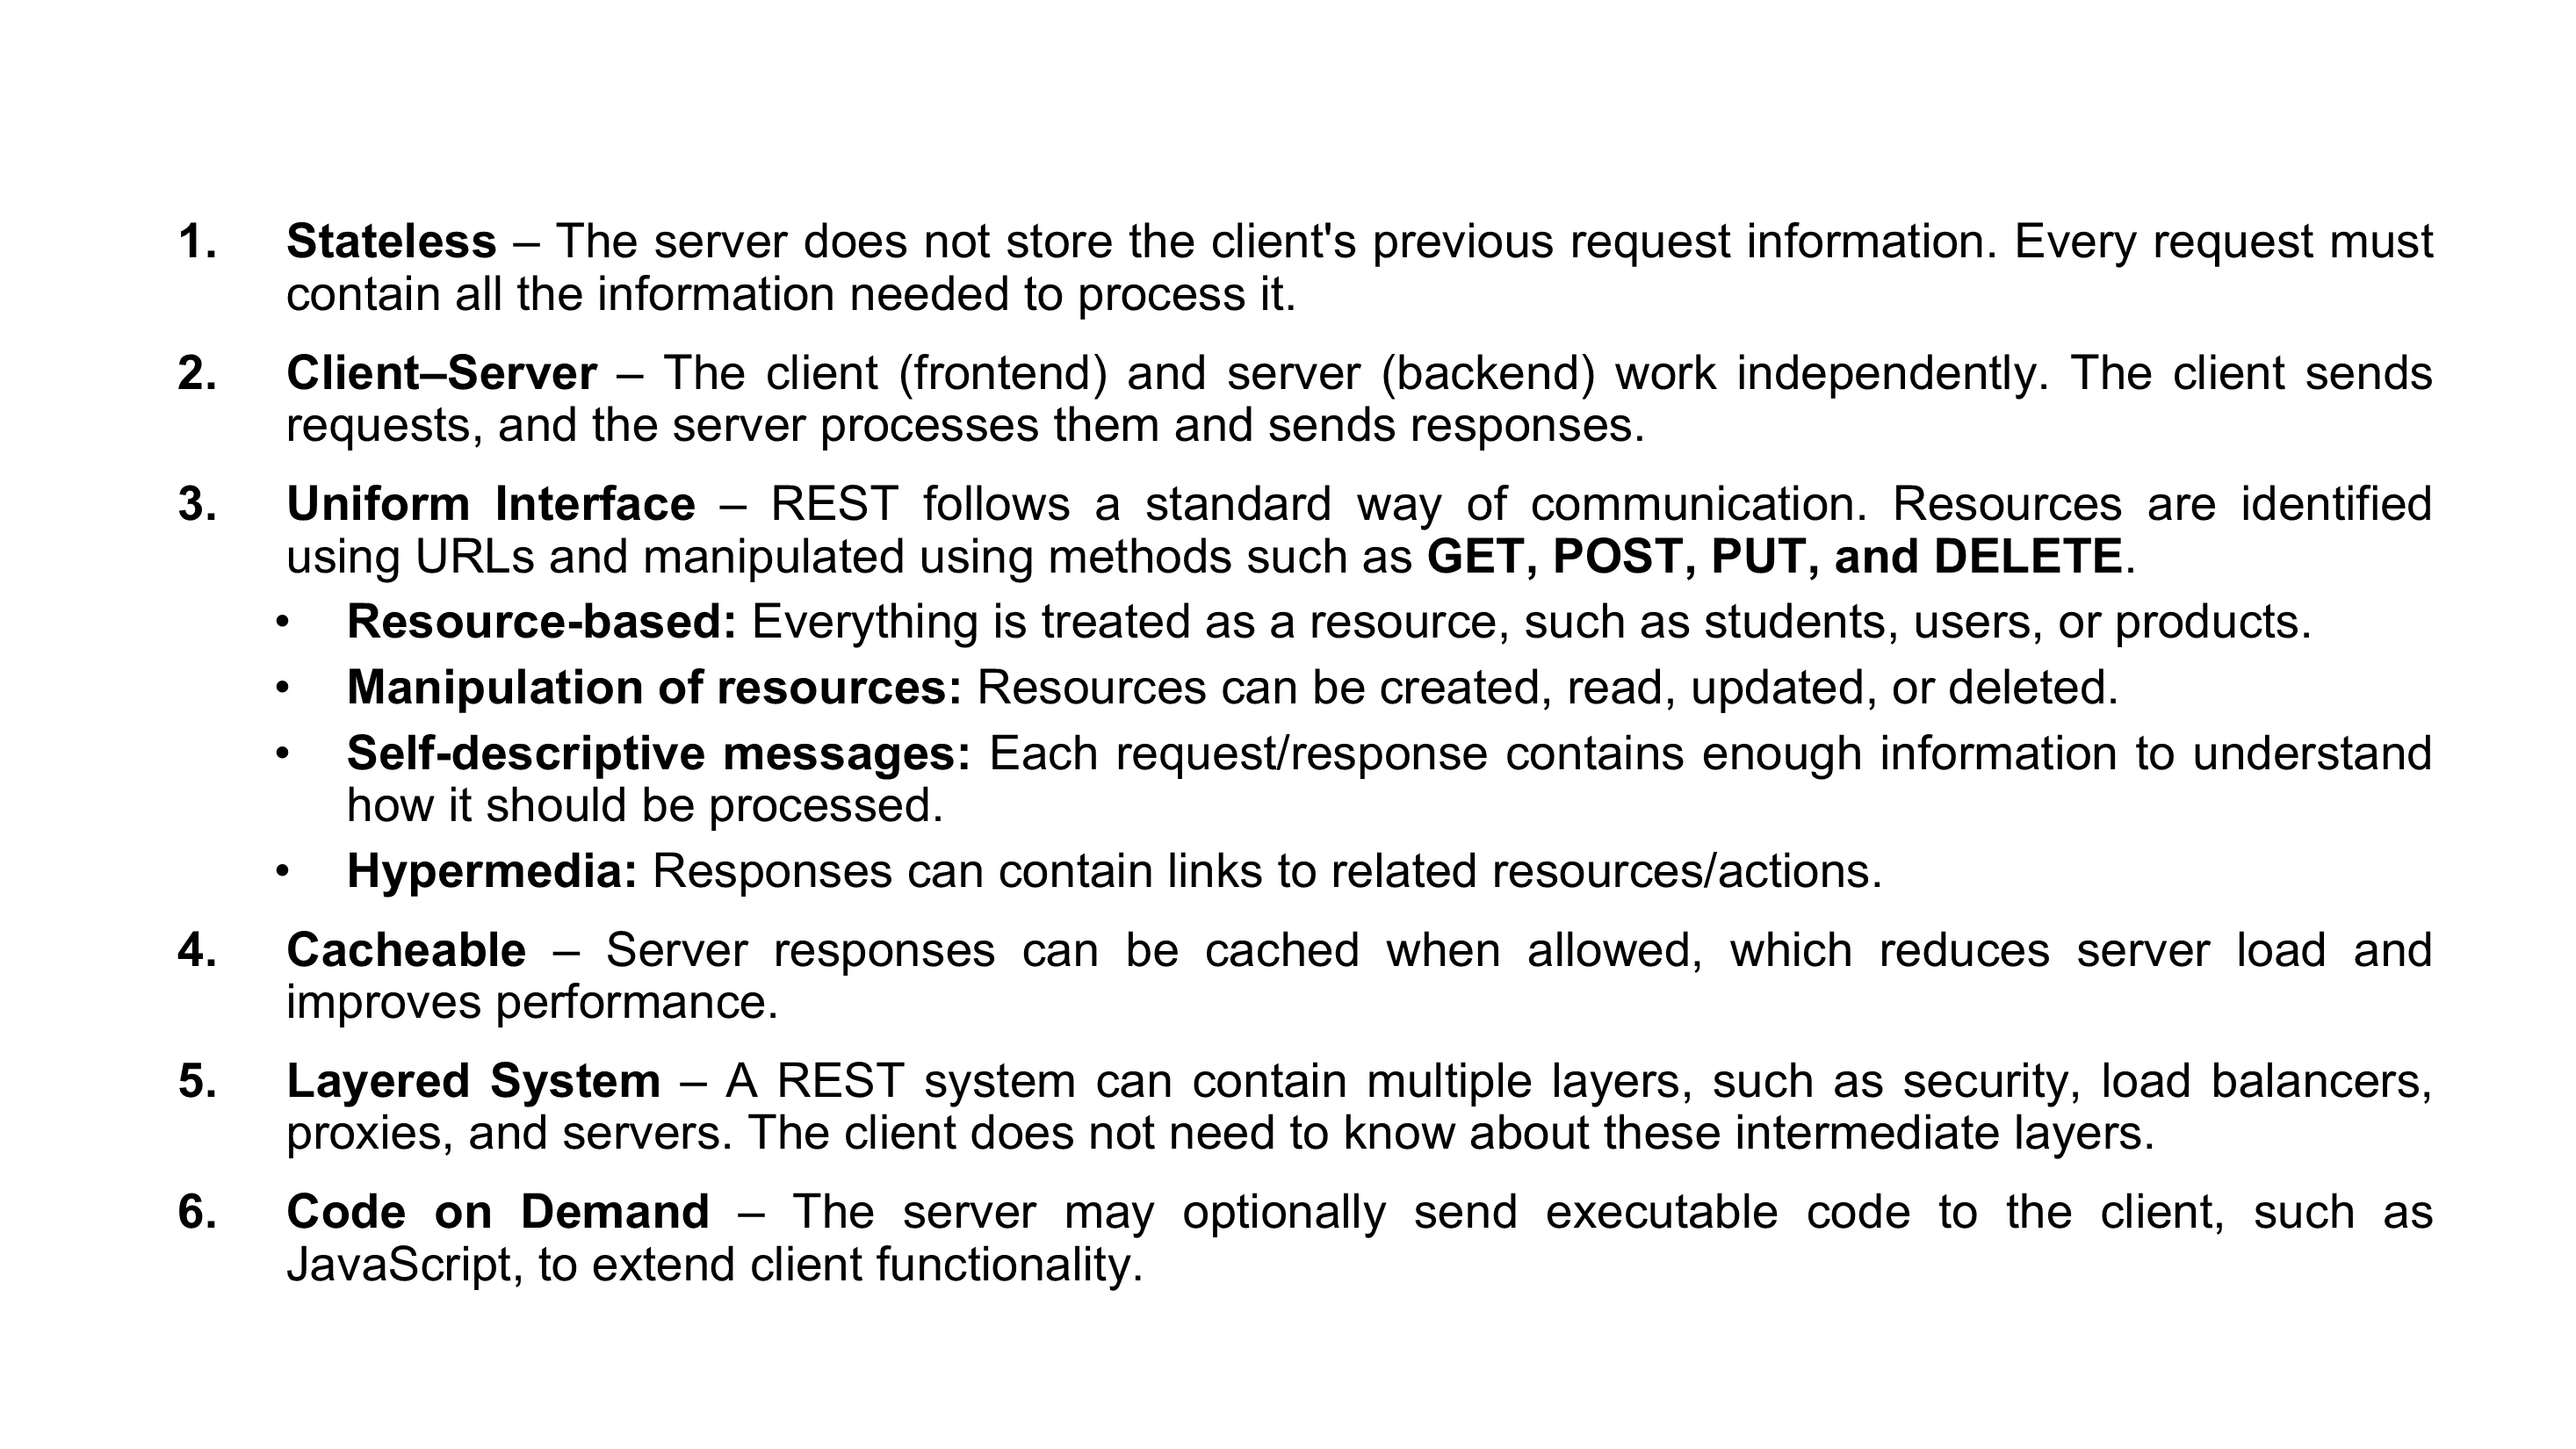 1. Stateless – The server does not store the client's previous request information. Every request must
contain all the information needed to process it.
2. Client–Server – The client (frontend) and server (backend) work independently. The client sends
requests, and the server processes them and sends responses.
3. Uniform Interface – REST follows a standard way of communication. Resources are identified
using URLs and manipulated using methods such as GET, POST, PUT, and DELETE.
• Resource-based: Everything is treated as a resource, such as students, users, or products.
• Manipulation of resources: Resources can be created, read, updated, or deleted.
• Self-descriptive messages: Each request/response contains enough information to understand
how it should be processed.
• Hypermedia: Responses can contain links to related resources/actions.
4. Cacheable – Server responses can be cached when allowed, which reduces server load and
improves performance.
5. Layered System – A REST system can contain multiple layers, such as security, load balancers,
proxies, and servers. The client does not need to know about these intermediate layers.
6. Code on Demand – The server may optionally send executable code to the client, such as
JavaScript, to extend client functionality.